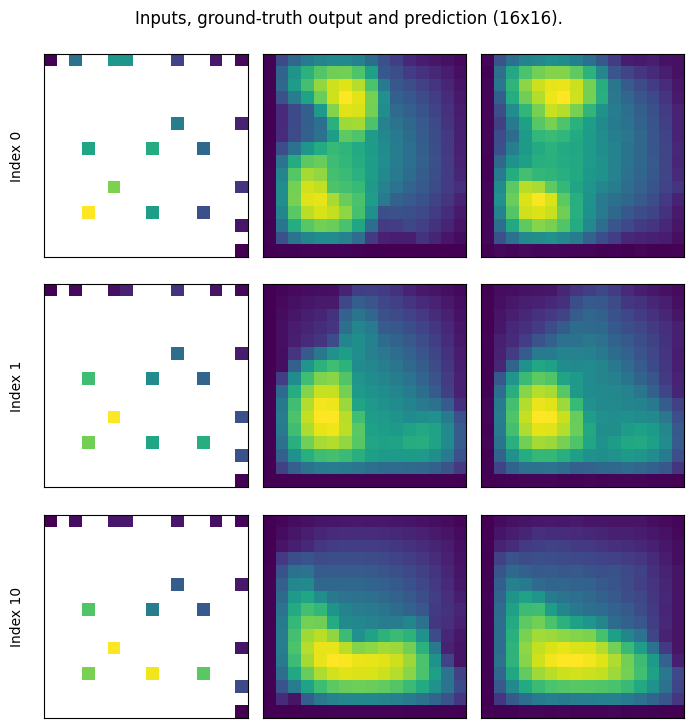 Inputs, ground-truth output and prediction (16x16).
Index 0
Index 1
Index 10